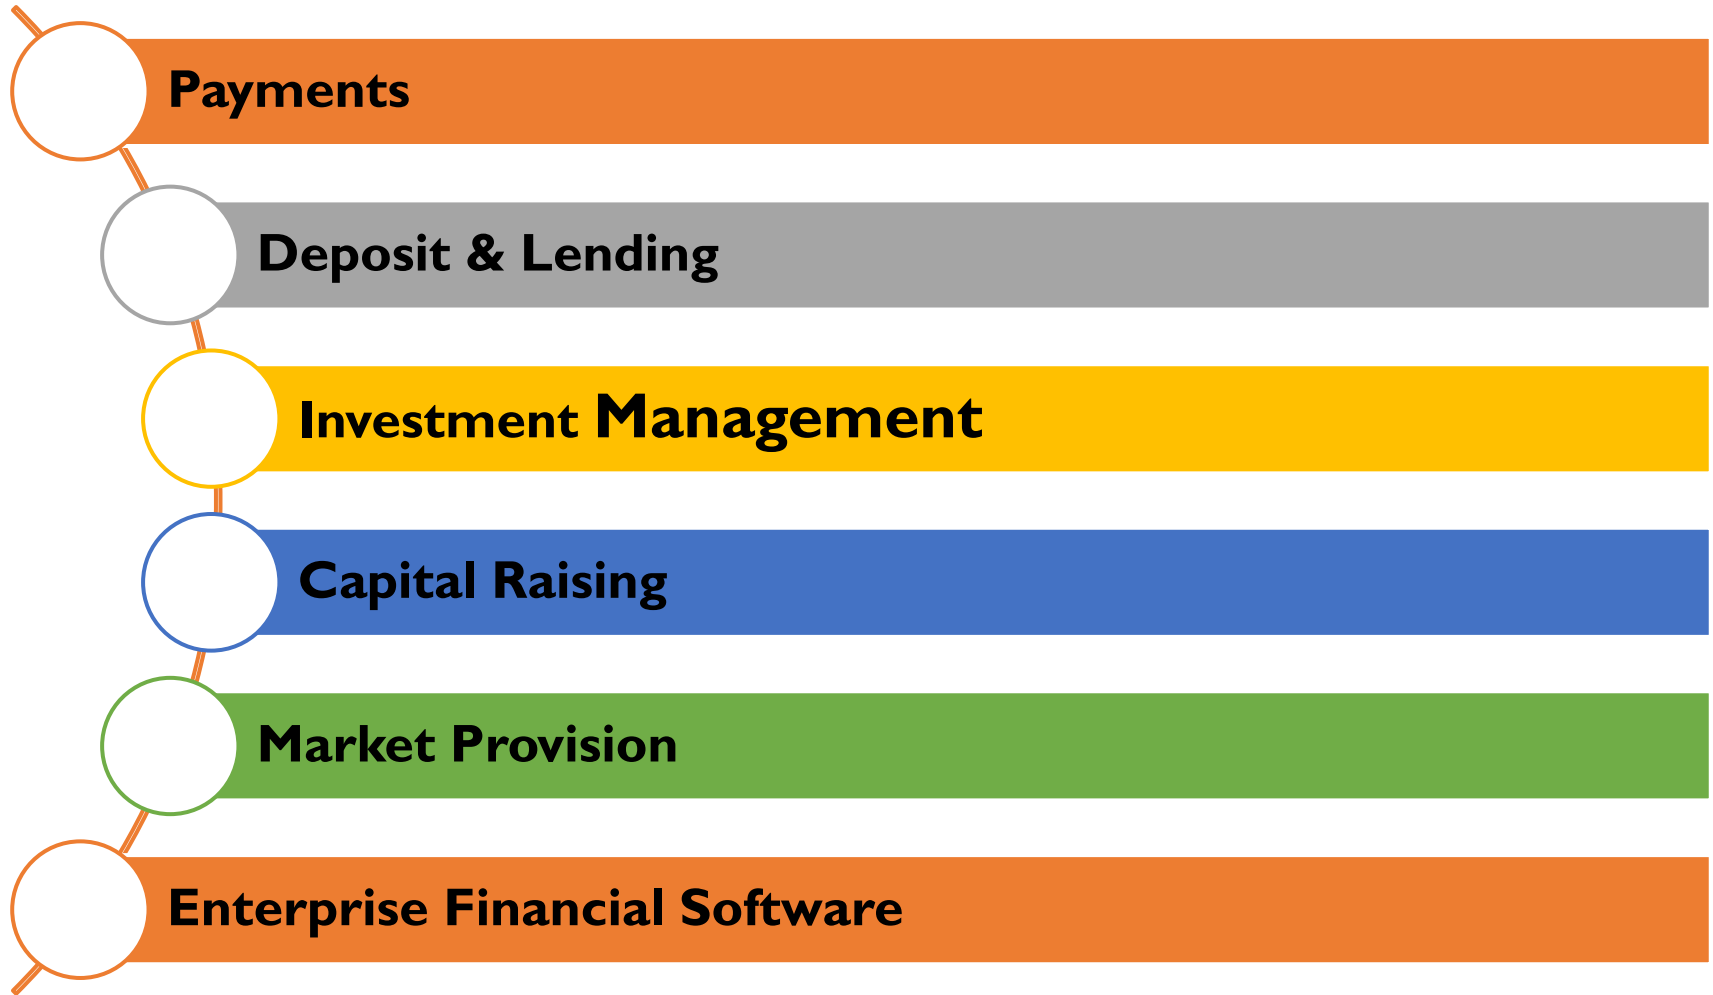 Payments
Deposit & Lending
Investment Management
Capital Raising
Market Provision
Enterprise Financial Software